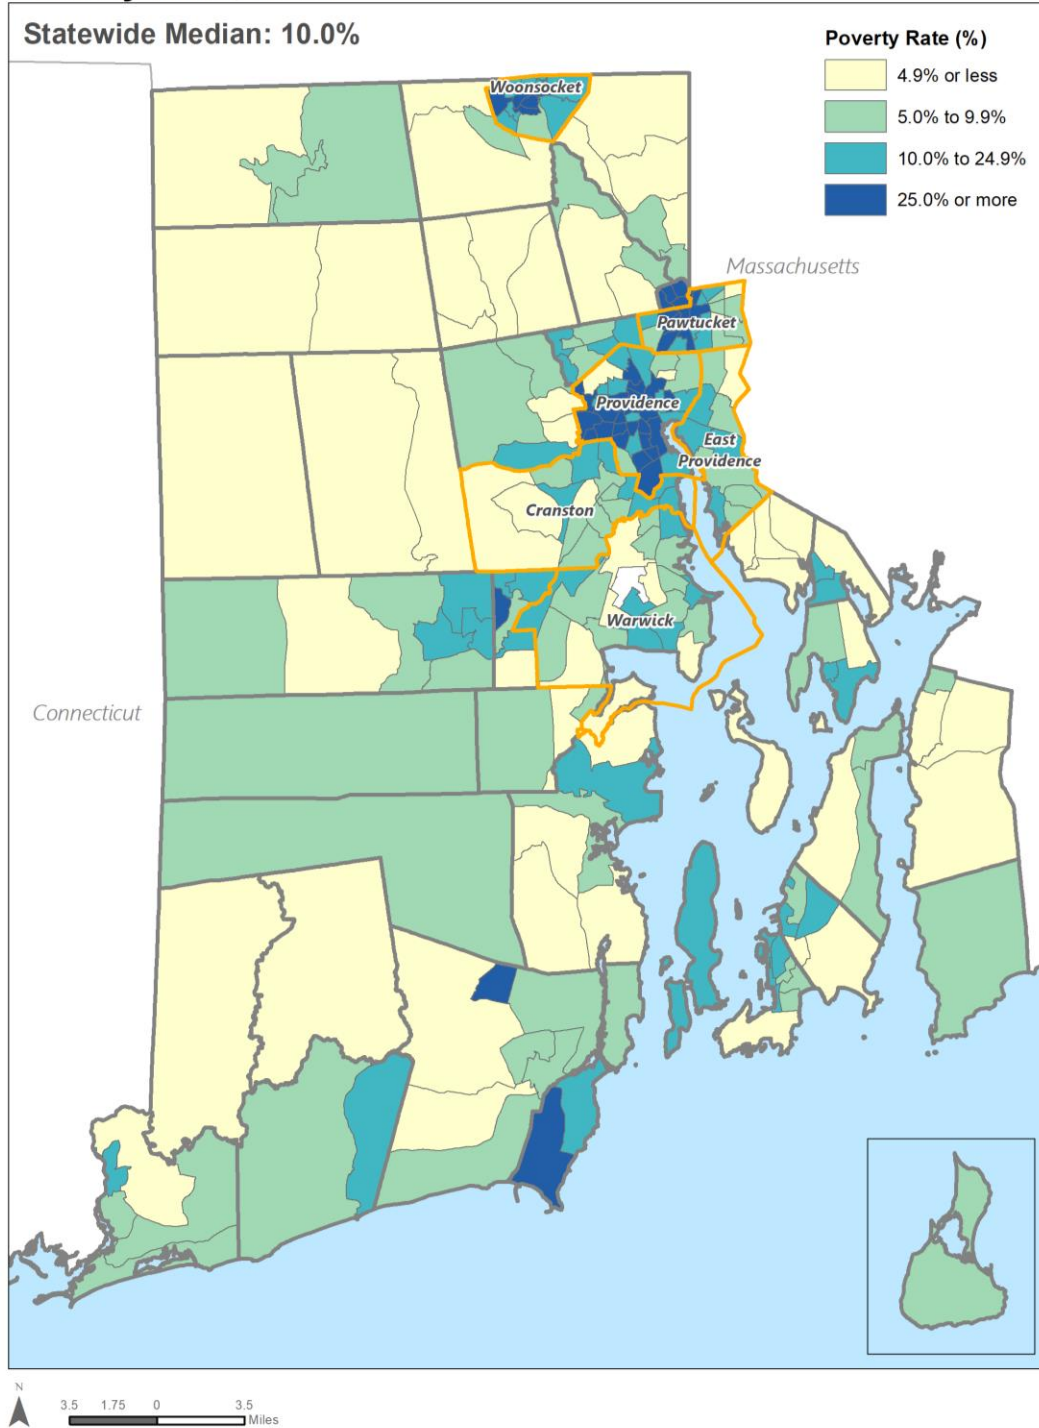 Statewide Median: 10.0%
Poverty Rate (%)
4.9% or less
5.0% to 9.9%
10.0% to 24.9%
25.0% or more
Woonsocket
Massachusetts
Pawtucket
Providence
East
Providence
Cranston
Warwick
Connecticut
N
3.5 1.75 0 3.5
Miles